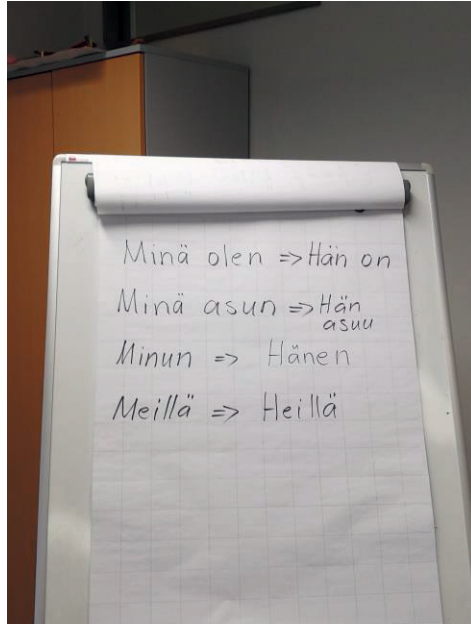 Minä olen => Hän on
Minä asun => Hän
asuu
Minun => Hänen
Meillä => Heillä